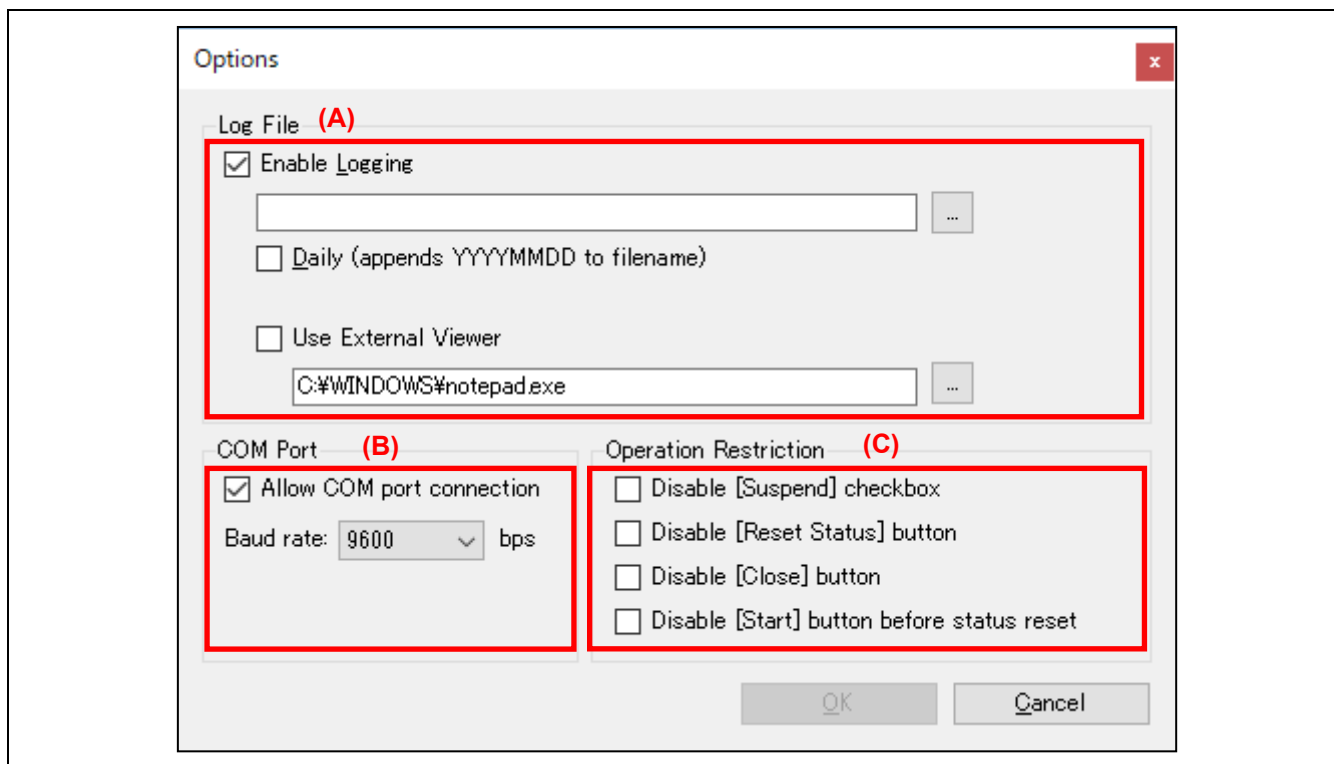 Options
x
Log File (A)
Enable Logging
...
Daily (appends YYYYMMDD to filename)
Use External Viewer
C:¥WINDOWS¥notepad.exe
...
COM Port (B)
Allow COM port connection
Baud rate: 9600 bps
Operation Restriction (C)
Disable [Suspend] checkbox
Disable [Reset Status] button
Disable [Close] button
Disable [Start] button before status reset
OK
Cancel